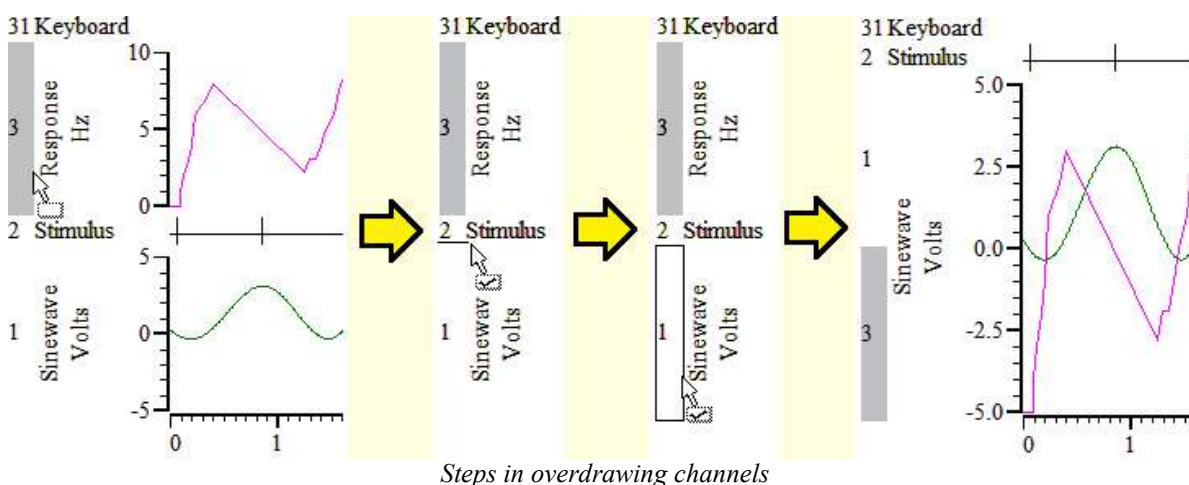 31 Keyboard
10
3
Response
Hz
5
0
2 Stimulus
5
1
Sinewave
Volts
0
-5
0 1
31 Keyboard
3
Response
Hz
2 Stimulus
1
Sinewav
Volts
31 Keyboard
3
Response
Hz
2 Stimulus
1
Sinewave
Volts
31 Keyboard
2 Stimulus
5.0
1
2.5
Sinewave
Volts
0.0
3
-2.5
-5.0
0 1
Steps in overdrawing channels